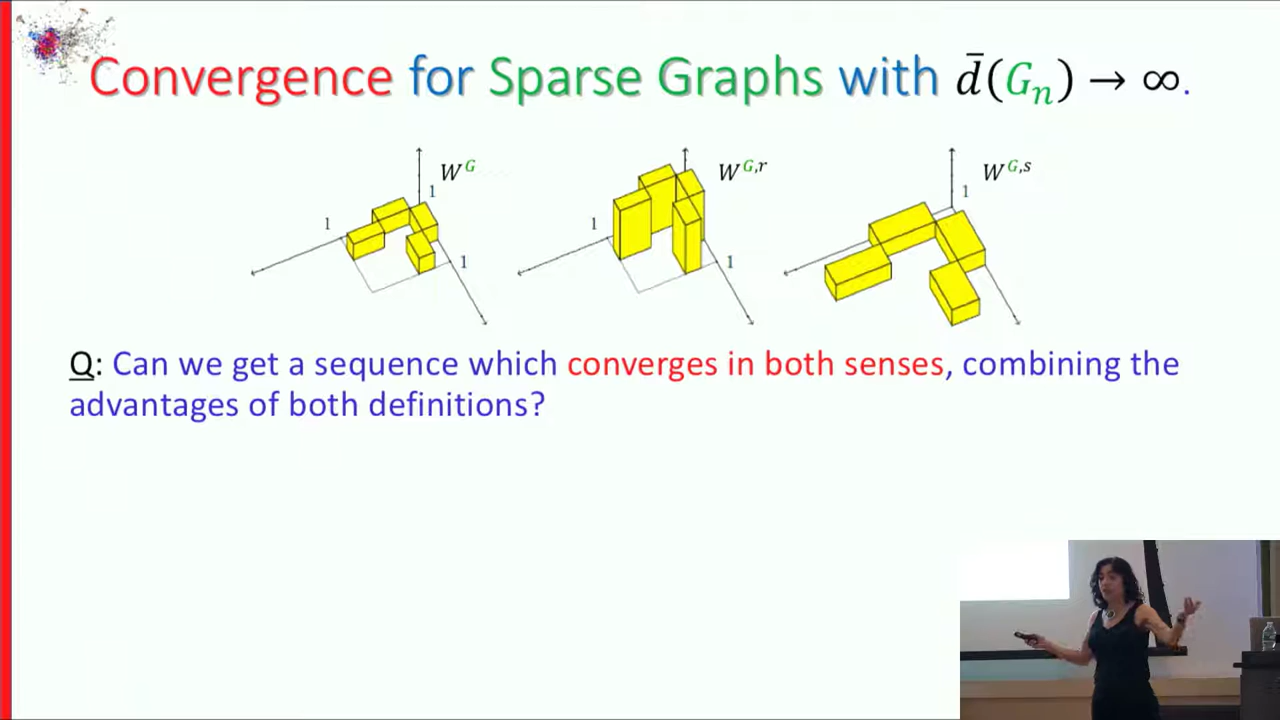 Convergence for Sparse Graphs with d̄(Gₙ) → ∞.
W^G
1
1
1
W^{G,r}
1
1
W^{G,s}
1
Q: Can we get a sequence which converges in both senses, combining the
advantages of both definitions?